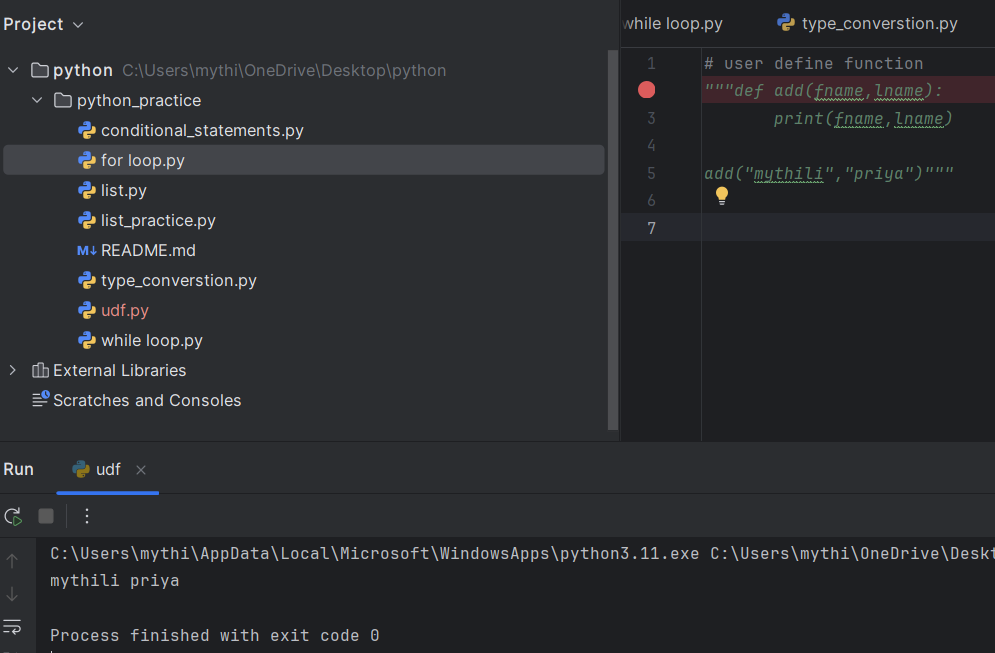 Project
python C:\Users\mythi\OneDrive\Desktop\python
python_practice
conditional_statements.py
for loop.py
list.py
list_practice.py
M↓ README.md
type_converstion.py
udf.py
while loop.py
External Libraries
Scratches and Consoles
while loop.py type_converstion.py
1 # user define function
"""def add(fname,lname):
3 print(fname,lname)
4
5 add("mythili","priya")"""
6
7
Run udf
C:\Users\mythi\AppData\Local\Microsoft\WindowsApps\python3.11.exe C:\Users\mythi\OneDrive\Deskt
mythili priya
Process finished with exit code 0